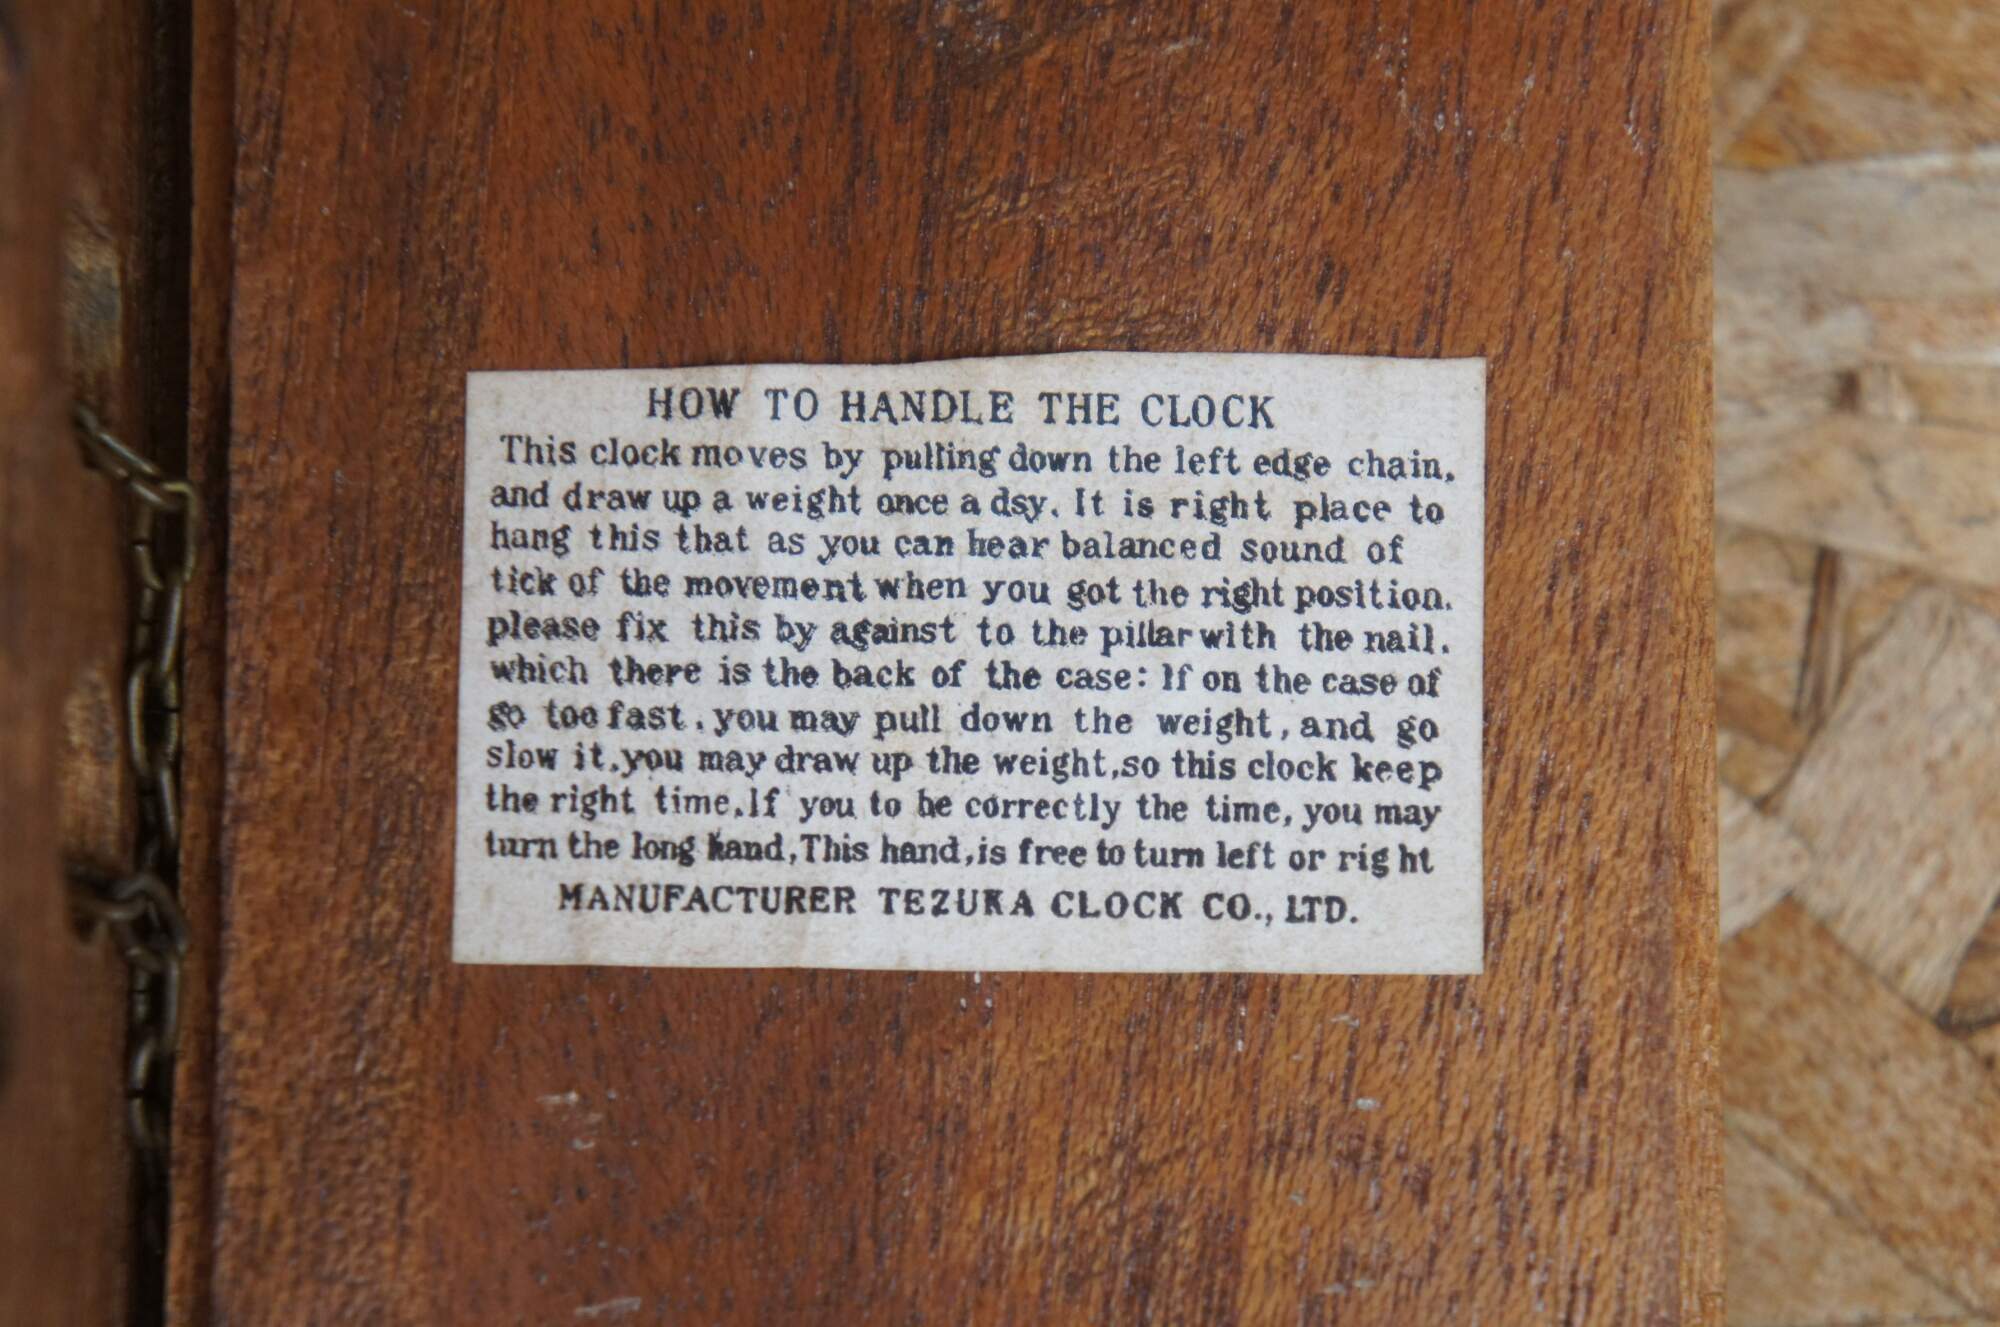 HOW TO HANDLE THE CLOCK
This clock moves by pulling down the left edge chain,
and draw up a weight once a dsy. It is right place to
hang this that as you can hear balanced sound of
tick of the movement when you got the right position.
please fix this by against to the pillar with the nail.
which there is the back of the case: If on the case of
go too fast, you may pull down the weight, and go
slow it, you may draw up the weight, so this clock keep
the right time. If you to be correctly the time, you may
turn the long hand, This hand, is free to turn left or right
MANUFACTURER TEZUKA CLOCK CO., LTD.